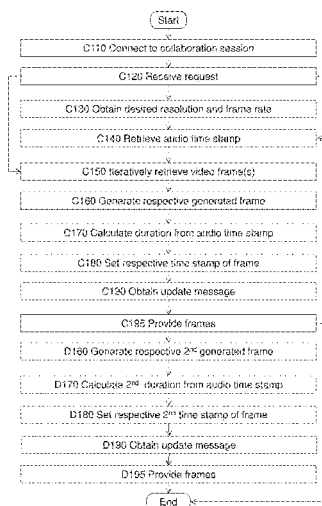 Start
C110 Connect to collaboration session
C120 Receive request
C130 Obtain desired resolution and frame rate
C140 Retrieve audio time stamp
C150 Iteratively retrieve video frame(s)
C160 Generate respective generated frame
C170 Calculate duration from audio time stamp
C180 Set respective time stamp of frame
C190 Obtain update message
C195 Provide frames
D160 Generate respective 2nd generated frame
D170 Calculate 2nd duration from audio time stamp
D180 Set respective 2nd time stamp of frame
D190 Obtain update message
D195 Provide frames
End